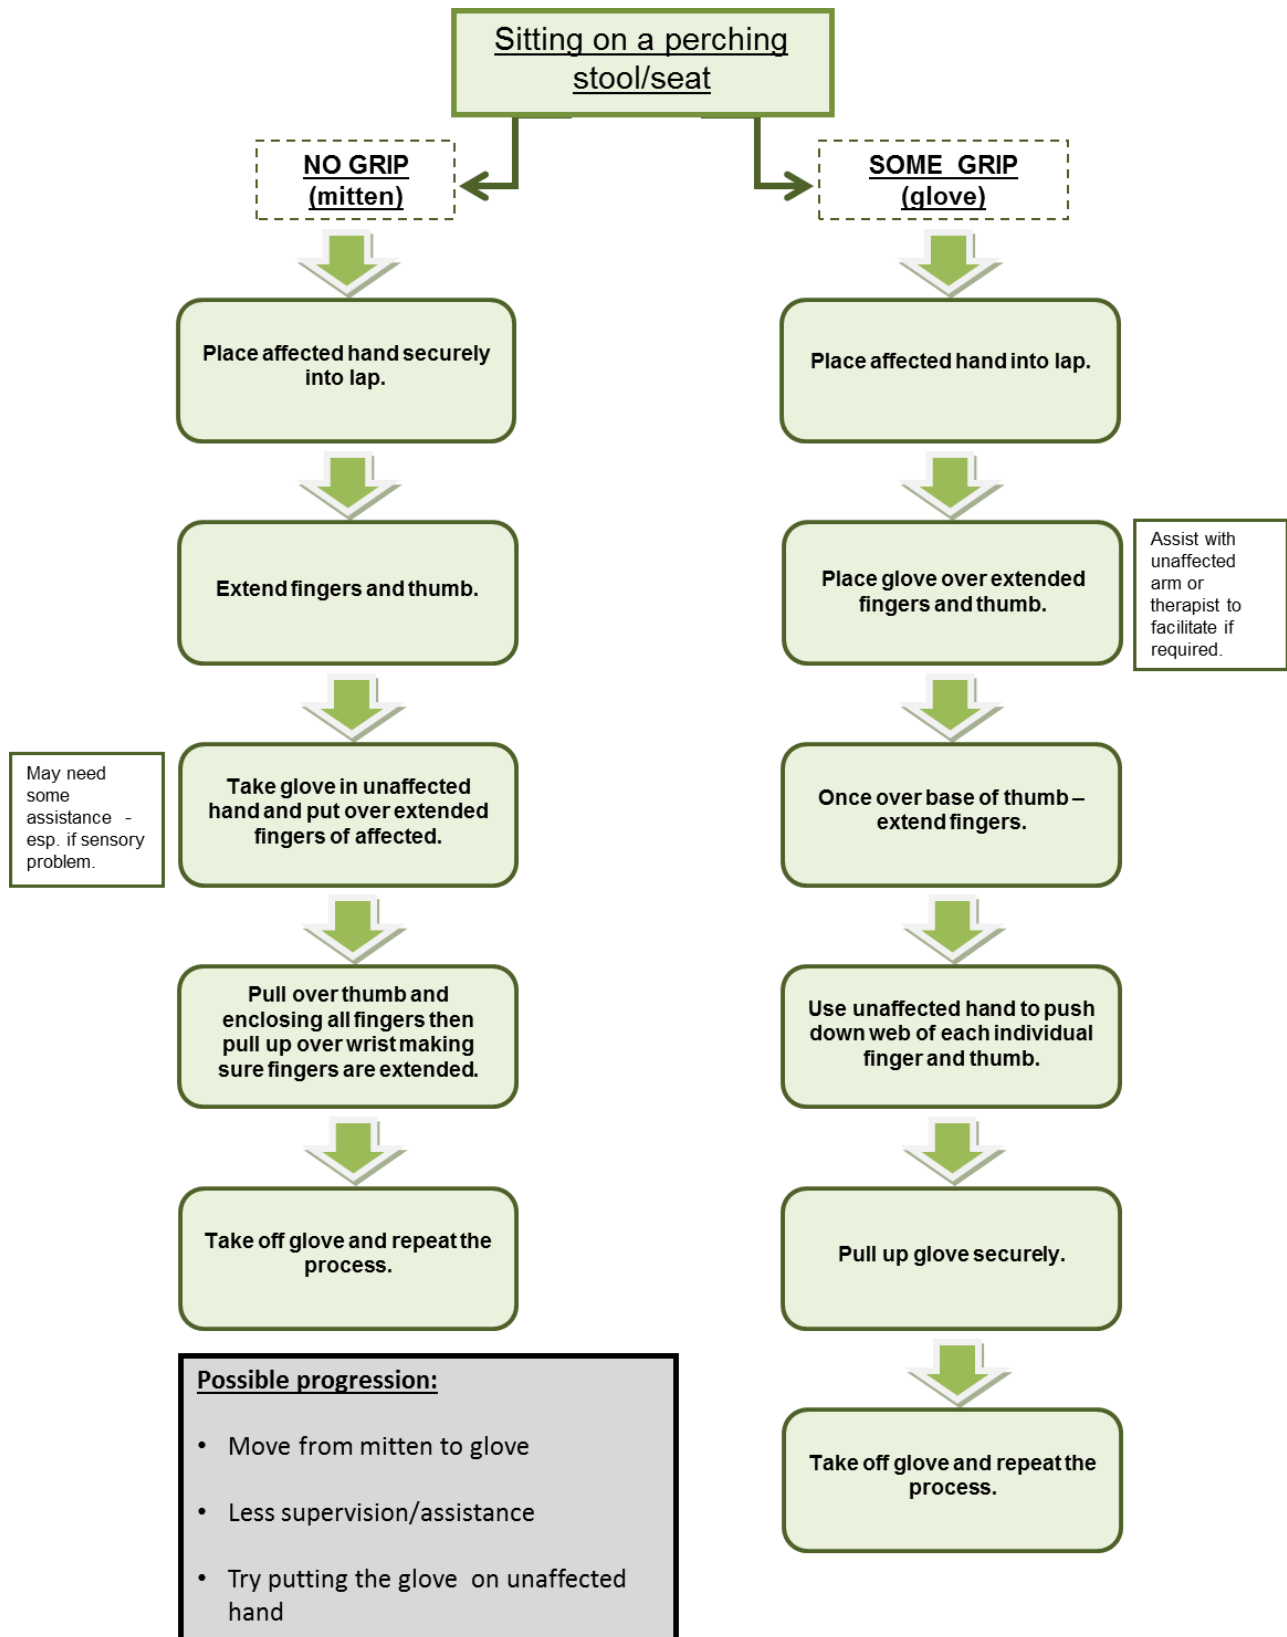 Sitting on a perching
stool/seat
NO GRIP
(mitten)
Place affected hand securely
into lap.
Extend fingers and thumb.
May need
some
assistance -
esp. if sensory
problem.
Take glove in unaffected
hand and put over extended
fingers of affected.
Pull over thumb and
enclosing all fingers then
pull up over wrist making
sure fingers are extended.
Take off glove and repeat the
process.
SOME GRIP
(glove)
Place affected hand into lap.
Place glove over extended
fingers and thumb.
Assist with
unaffected
arm or
therapist to
facilitate if
required.
Once over base of thumb –
extend fingers.
Use unaffected hand to push
down web of each individual
finger and thumb.
Pull up glove securely.
Take off glove and repeat the
process.
Possible progression:
• Move from mitten to glove
• Less supervision/assistance
• Try putting the glove on unaffected
hand